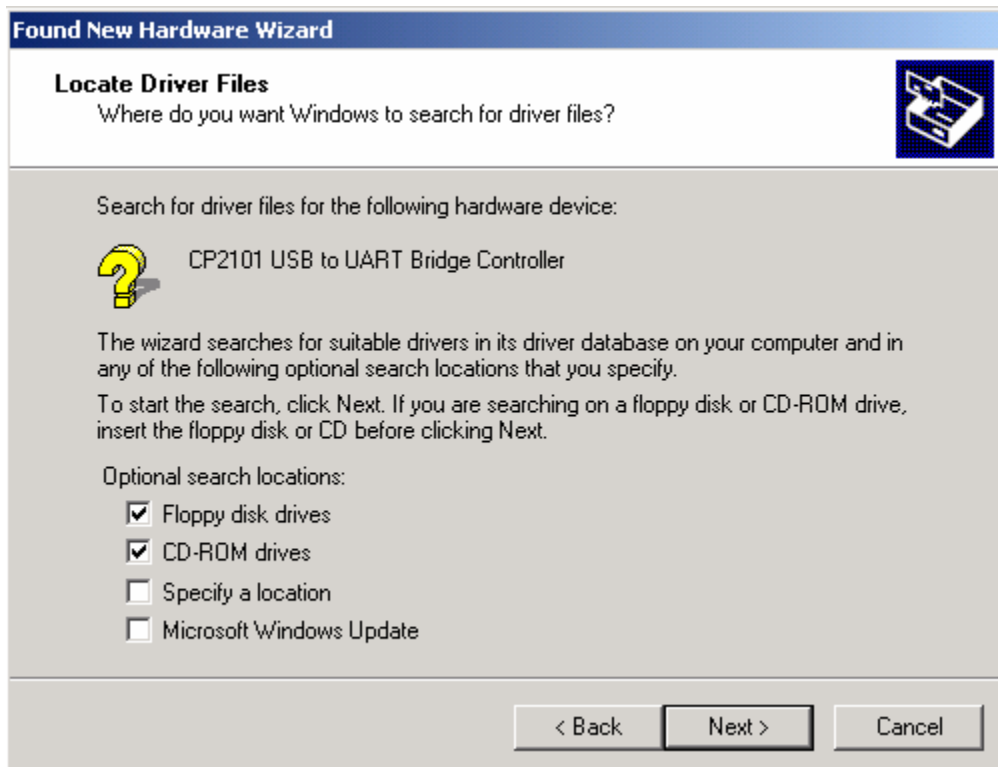 Found New Hardware Wizard
Locate Driver Files
Where do you want Windows to search for driver files?
Search for driver files for the following hardware device:
CP2101 USB to UART Bridge Controller
The wizard searches for suitable drivers in its driver database on your computer and in
any of the following optional search locations that you specify.
To start the search, click Next. If you are searching on a floppy disk or CD-ROM drive,
insert the floppy disk or CD before clicking Next.
Optional search locations:
Floppy disk drives
CD-ROM drives
Specify a location
Microsoft Windows Update
< Back Next > Cancel